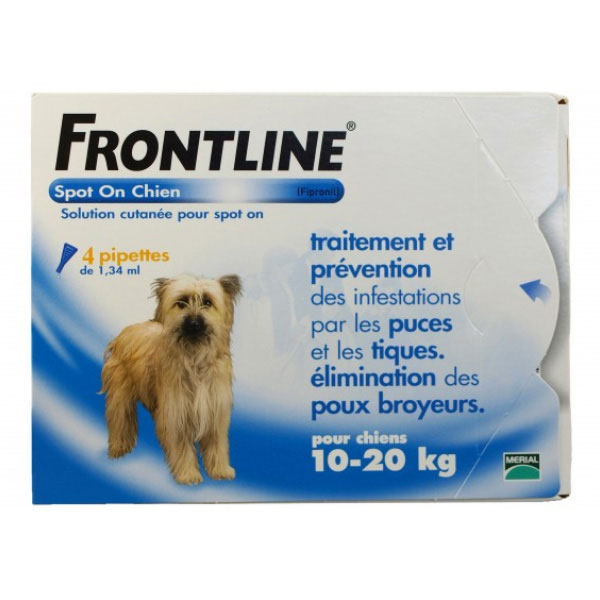 FRONTLINE®
Spot On Chien (Fipronil)
Solution cutanée pour spot on
4 pipettes
de 1,34 ml
traitement et
prévention
des infestations
par les puces
et les tiques.
élimination des
poux broyeurs.
pour chiens
10-20 kg
MERIAL